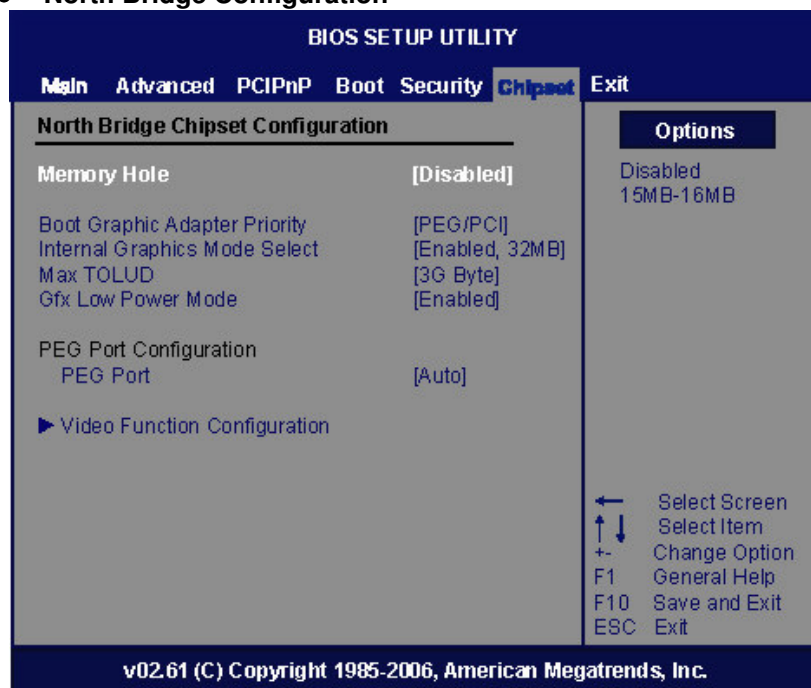 North Bridge Configuration
BIOS SETUP UTILITY
Main Advanced PCIPnP Boot Security Chipset Exit
North Bridge Chipset Configuration
Memory Hole [Disabled]
Boot Graphic Adapter Priority [PEG/PCI]
Internal Graphics Mode Select [Enabled, 32MB]
Max TOLUD [3G Byte]
Gfx Low Power Mode [Enabled]
PEG Port Configuration
PEG Port [Auto]
Video Function Configuration
Options
Disabled
15MB-16MB
Select Screen
Select Item
+- Change Option
F1 General Help
F10 Save and Exit
ESC Exit
v02.61 (C) Copyright 1985-2006, American Megatrends, Inc.